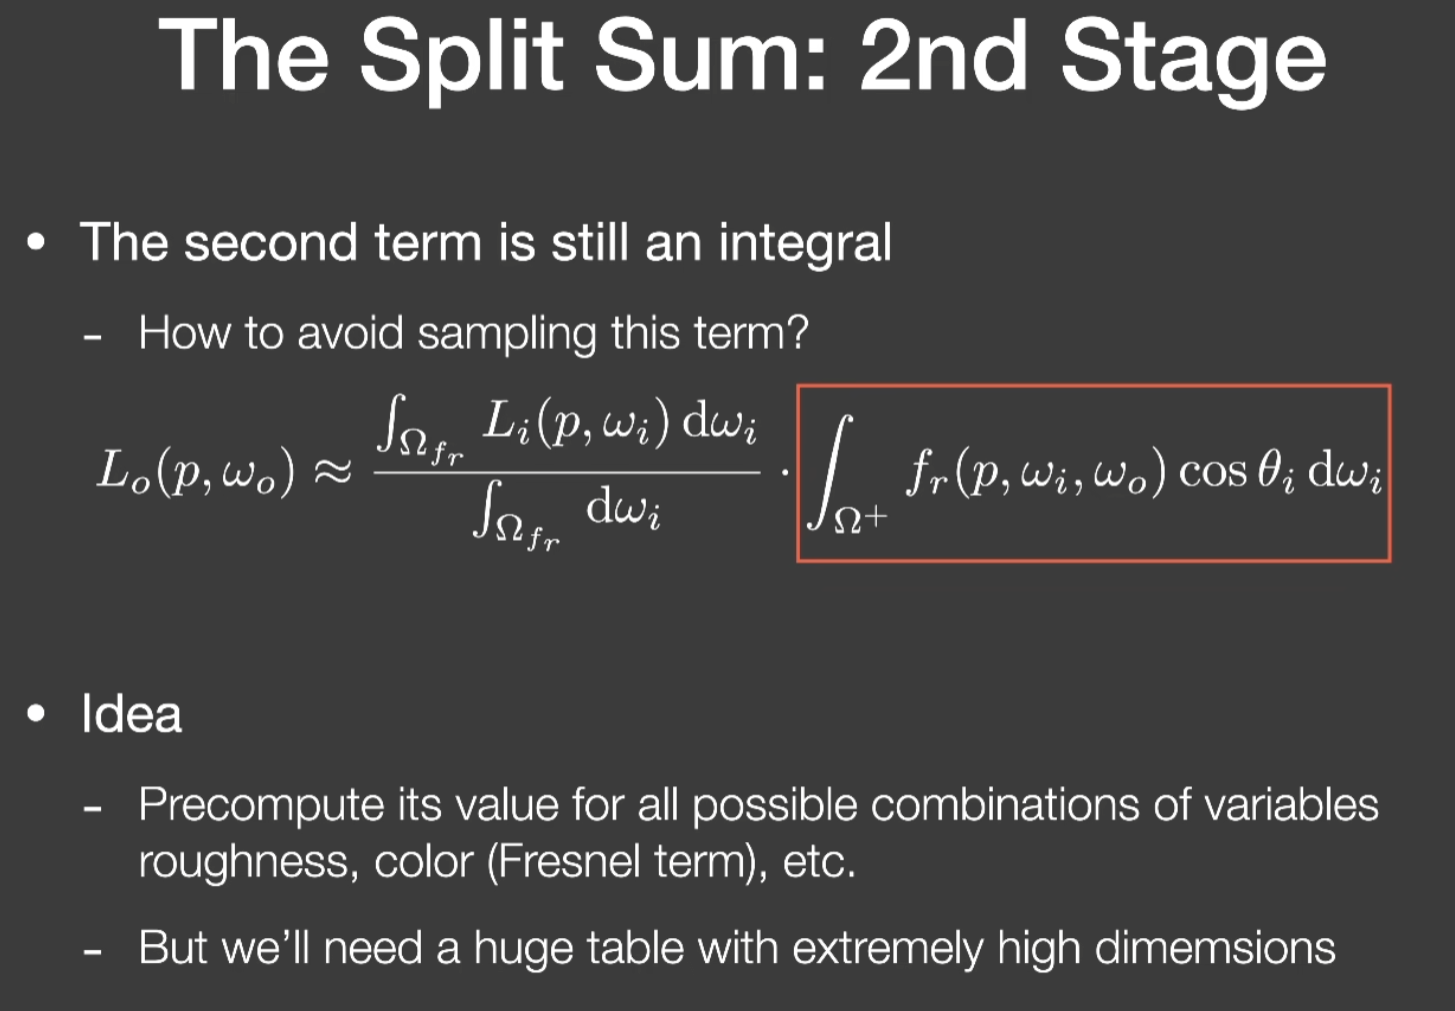 The Split Sum: 2nd Stage
• The second term is still an integral
- How to avoid sampling this term?
$L_o(p, \omega_o) \approx \frac{\int_{\Omega_{f_r}} L_i(p, \omega_i) \, \mathrm{d}\omega_i}{\int_{\Omega_{f_r}} \mathrm{d}\omega_i} \cdot \int_{\Omega^+} f_r(p, \omega_i, \omega_o) \cos \theta_i \, \mathrm{d}\omega_i$
• Idea
- Precompute its value for all possible combinations of variables
roughness, color (Fresnel term), etc.
- But we’ll need a huge table with extremely high dimemsions